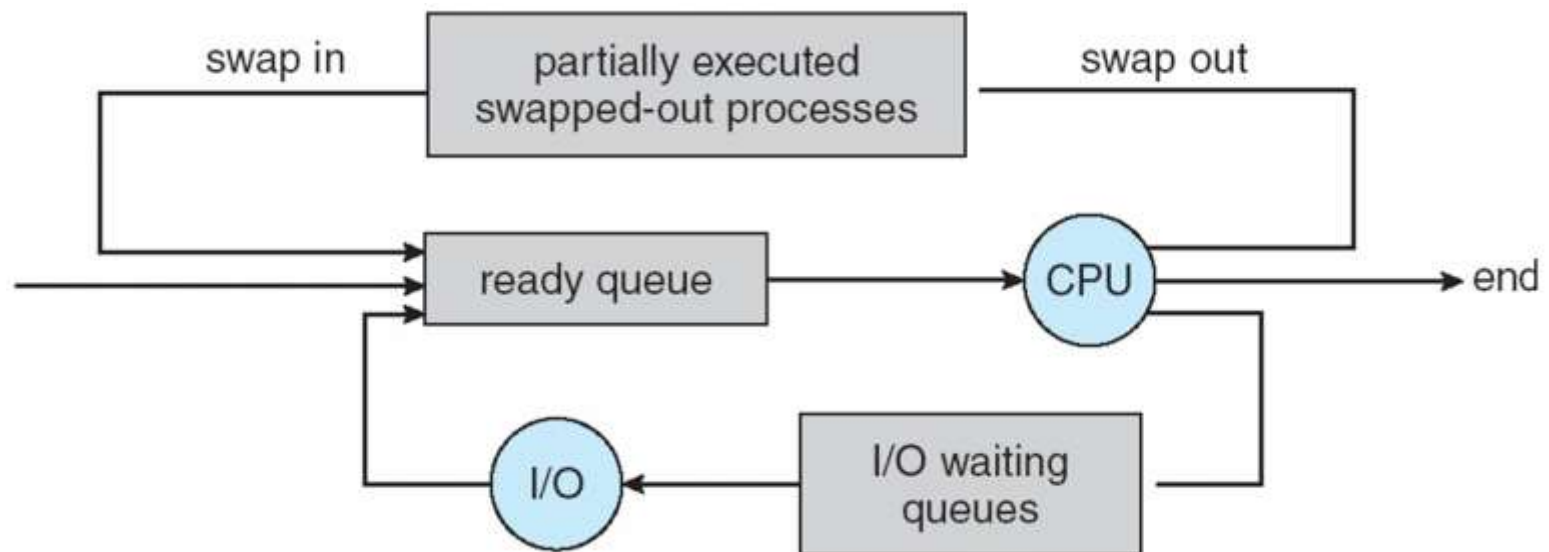 swap in
partially executed
swapped-out processes
swap out
ready queue
CPU
end
I/O
I/O waiting
queues